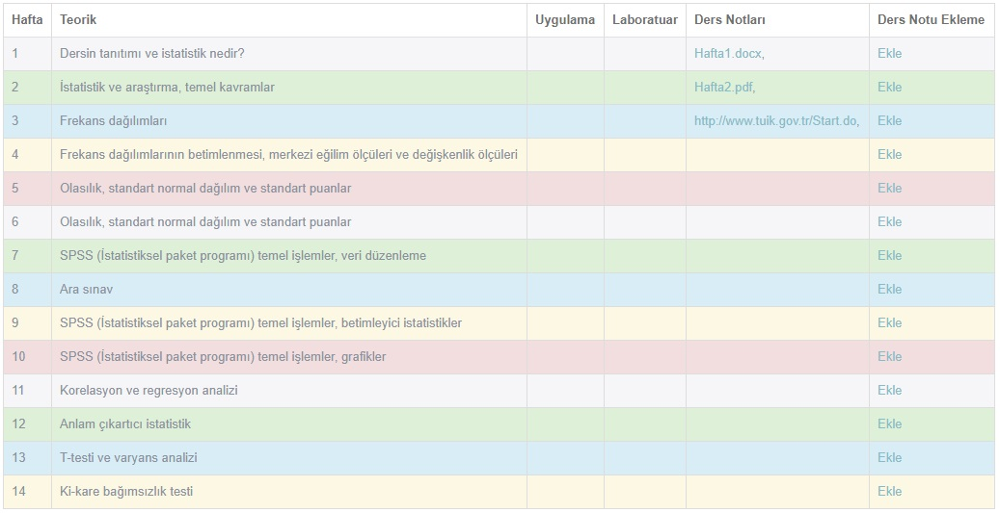 Hafta Teorik Uygulama Laboratuar Ders Notları Ders Notu Ekleme
1 Dersin tanıtımı ve istatistik nedir? Hafta1.docx, Ekle
2 İstatistik ve araştırma, temel kavramlar Hafta2.pdf, Ekle
3 Frekans dağılımları http://www.tuik.gov.tr/Start.do, Ekle
4 Frekans dağılımlarının betimlenmesi, merkezi eğilim ölçüleri ve değişkenlik ölçüleri Ekle
5 Olasılık, standart normal dağılım ve standart puanlar Ekle
6 Olasılık, standart normal dağılım ve standart puanlar Ekle
7 SPSS (İstatistiksel paket programı) temel işlemler, veri düzenleme Ekle
8 Ara sınav Ekle
9 SPSS (İstatistiksel paket programı) temel işlemler, betimleyici istatistikler Ekle
10 SPSS (İstatistiksel paket programı) temel işlemler, grafikler Ekle
11 Korelasyon ve regresyon analizi Ekle
12 Anlam çıkartıcı istatistik Ekle
13 T-testi ve varyans analizi Ekle
14 Ki-kare bağımsızlık testi Ekle